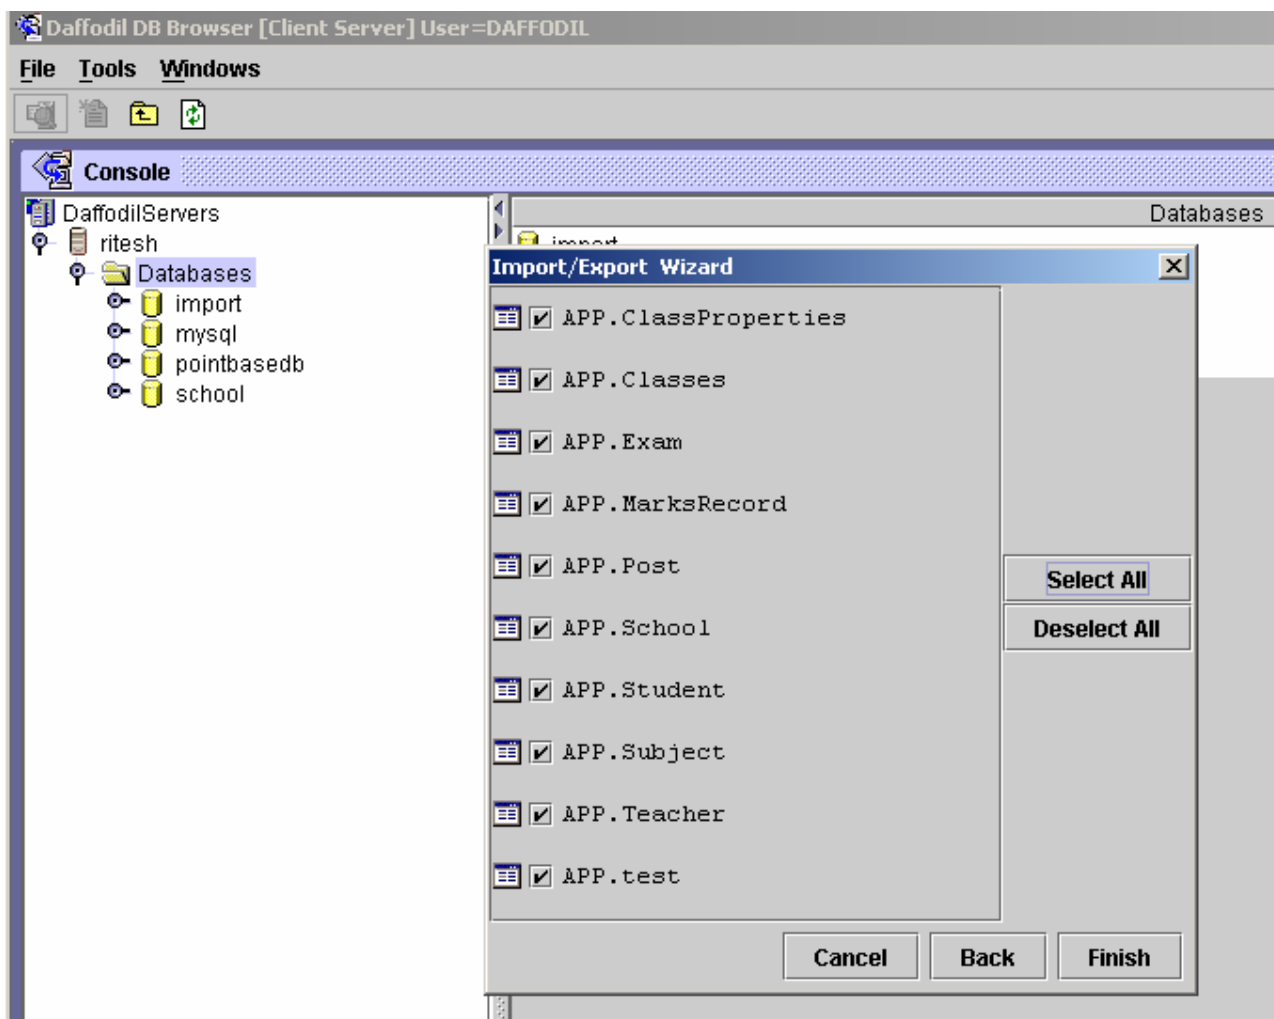 Daffodil DB Browser [Client Server] User=DAFFODIL
File Tools Windows
Console
DaffodilServers
ritesh
Databases
import
mysql
pointbasedb
school
Databases
import
Import/Export Wizard
APP.ClassProperties
APP.Classes
APP.Exam
APP.MarksRecord
APP.Post
APP.School
APP.Student
APP.Subject
APP.Teacher
APP.test
Select All
Deselect All
Cancel Back Finish